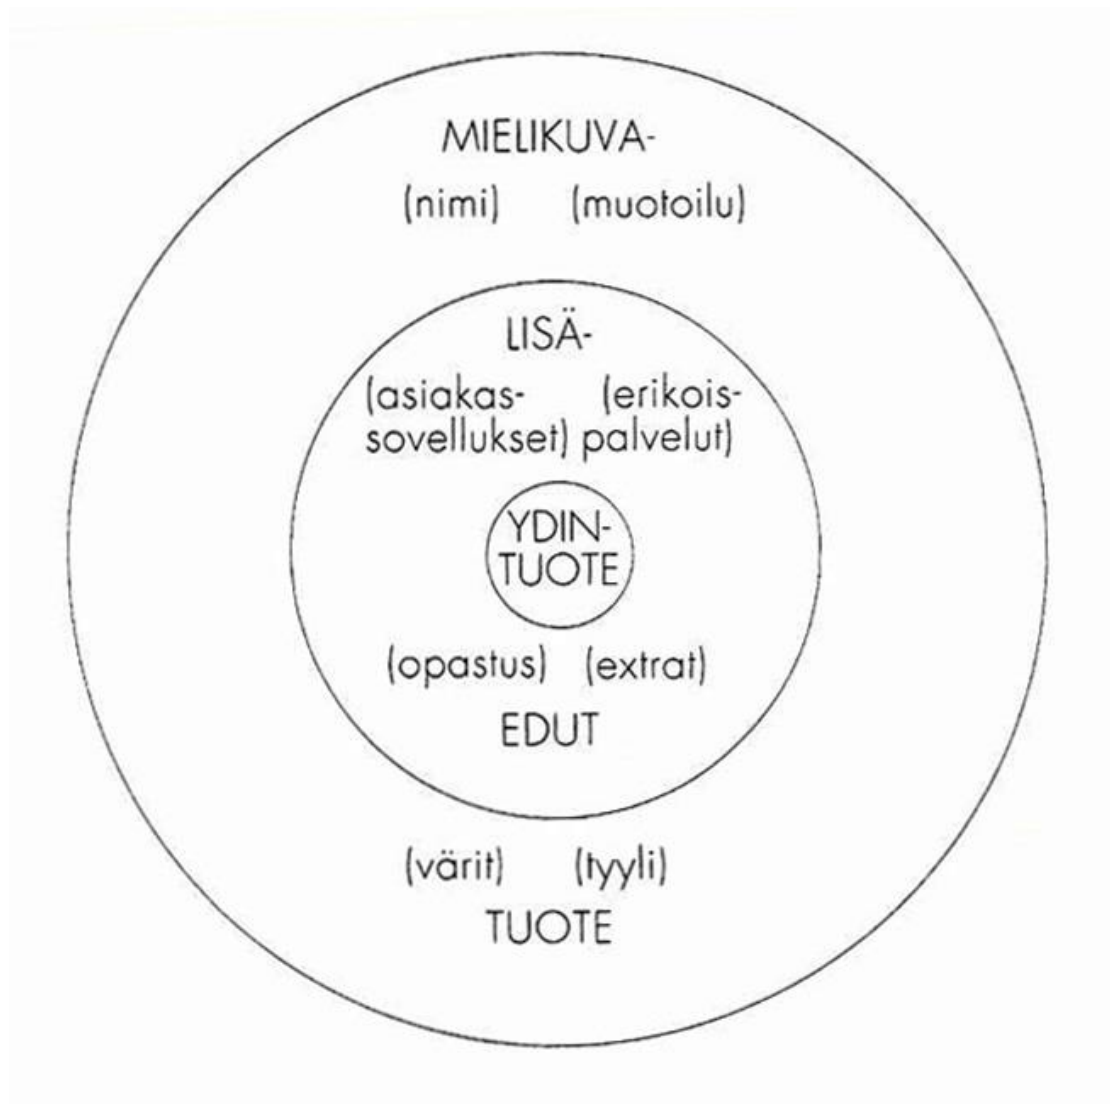 MIELIKUVA-
(nimi) (muotoilu)
LISÄ-
(asiakas- (erikois-
sovellukset) palvelut)
YDIN-
TUOTE
(opastus) (extrat)
EDUT
(värit) (tyyli)
TUOTE